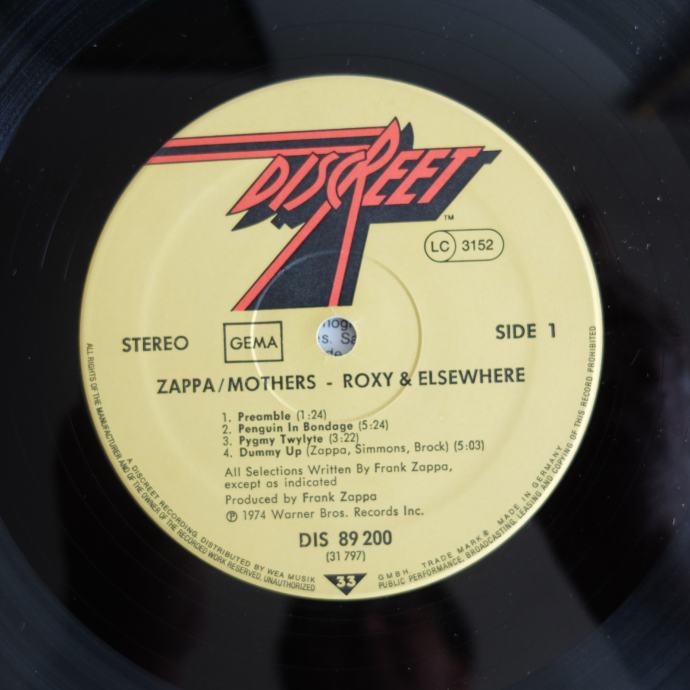 DISCREET
TM
LC 3152
STEREO
GEMA
SIDE 1
ZAPPA/MOTHERS - ROXY & ELSEWHERE
1. Preamble (1:24)
2. Penguin In Bondage (5:24)
3. Pygmy Twylyte (3:22)
4. Dummy Up (Zappa, Simmons, Brock) (5:03)
All Selections Written By Frank Zappa,
except as indicated
Produced by Frank Zappa
℗ 1974 Warner Bros. Records Inc.
DIS 89 200
(31 797)
33
ALL RIGHTS OF THE MANUFACTURER AND OF THE OWNER OF THE RECORDED WORK RESERVED. UNAUTHORIZED PUBLIC PERFORMANCE, BROADCASTING, LEASING AND COPYING OF THIS RECORD PROHIBITED
A DISCREET RECORDING, DISTRIBUTED BY WEA MUSIK GMBH. TRADE MARK® MADE IN GERMANY